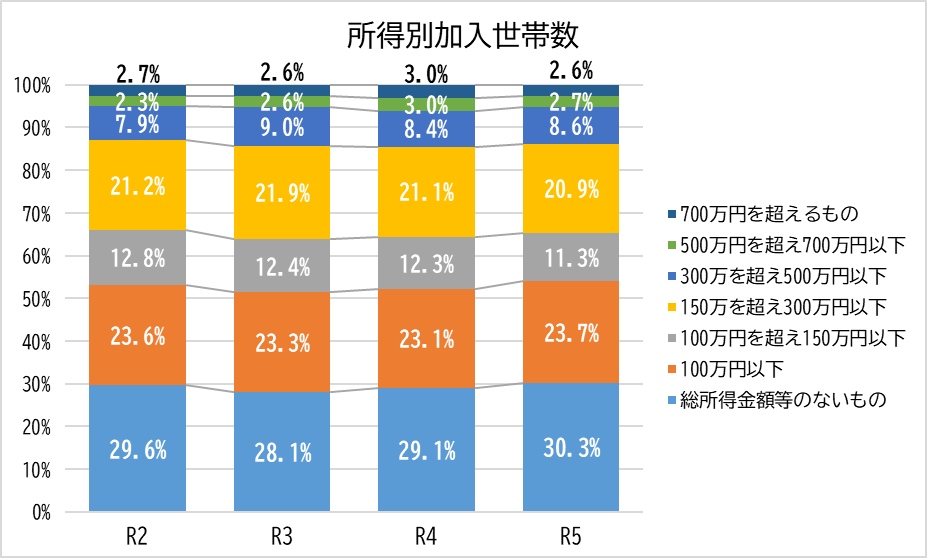 所得別加入世帯数
2.7% 2.6% 3.0% 2.6%
100%
2.3% 2.6% 3.0% 2.7%
90%
7.9% 9.0% 8.4% 8.6%
80%
21.2% 21.9% 21.1% 20.9%
70%
60%
12.8% 12.4% 12.3% 11.3%
50%
40%
23.6% 23.3% 23.1% 23.7%
30%
20%
29.6% 28.1% 29.1% 30.3%
10%
0%
R2 R3 R4 R5
700万円を超えるもの
500万円を超え700万円以下
300万を超え500万円以下
150万を超え300万円以下
100万円を超え150万円以下
100万円以下
総所得金額等のないもの